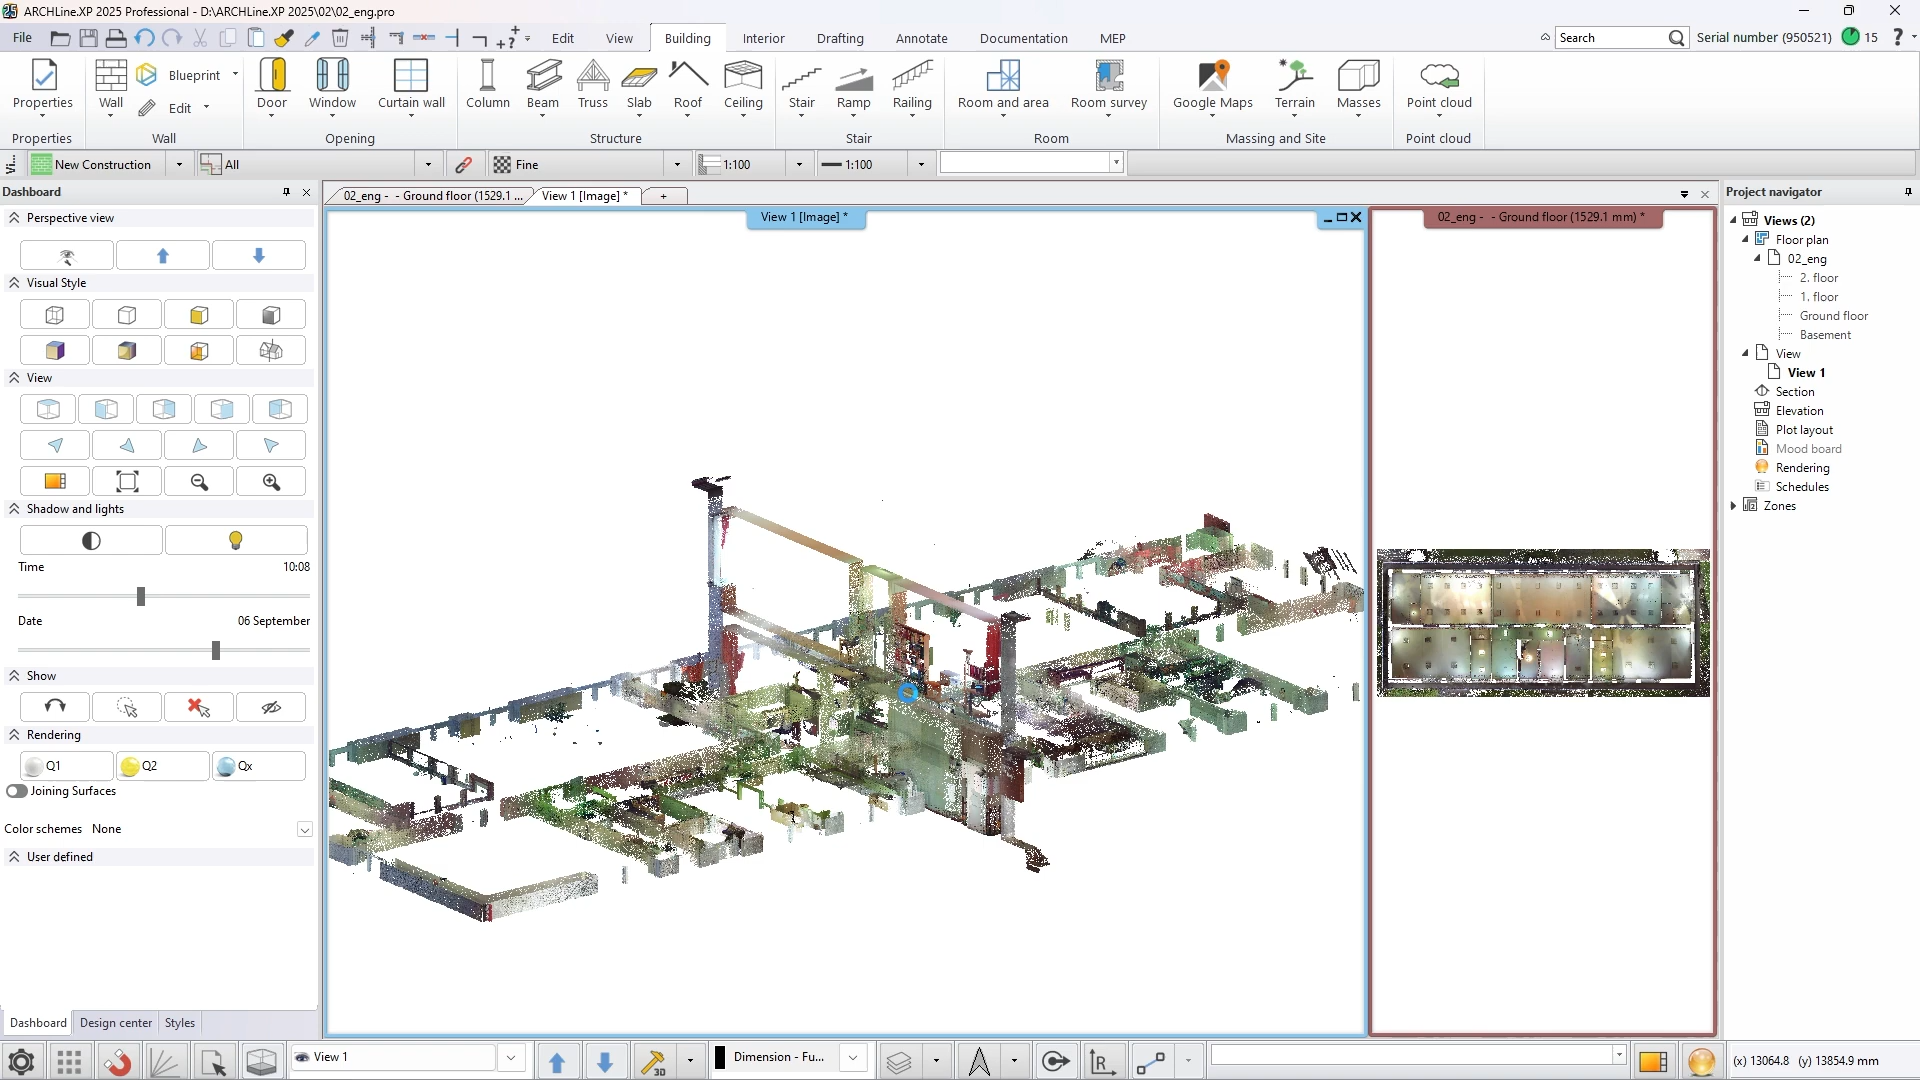 ARCHLine.XP 2025 Professional - D:\ARCHLine.XP 2025\02\02_eng.pro
File Edit View Building Interior Drafting Annotate Documentation MEP Search Serial number (950521) 15 ?
Properties Wall Blueprint Edit Door Window Curtain wall Column Beam Truss Slab Roof Ceiling Stair Ramp Railing Room and area Room survey Google Maps Terrain Masses Point cloud
Properties Wall Opening Structure Stair Room Massing and Site Point cloud
New Construction All Fine 1:100 1:100
Dashboard
02_eng - - Ground floor (1529.1 ... View 1 [Image] * +
Project navigator
View 1 [Image] *
02_eng - - Ground floor (1529.1 mm) *
Perspective view
Visual Style
View
Shadow and lights
Time 10:08
Date 06 September
Show
Rendering
Q1 Q2 Qx
Joining Surfaces
Color schemes None
User defined
Views (2)
Floor plan
02_eng
2. floor
1. floor
Ground floor
Basement
View
View 1
Section
Elevation
Plot layout
Mood board
Rendering
Schedules
Zones
Dashboard Design center Styles
View 1 3D Dimension - Fu... R (x) 13064.8 (y) 13854.9 mm